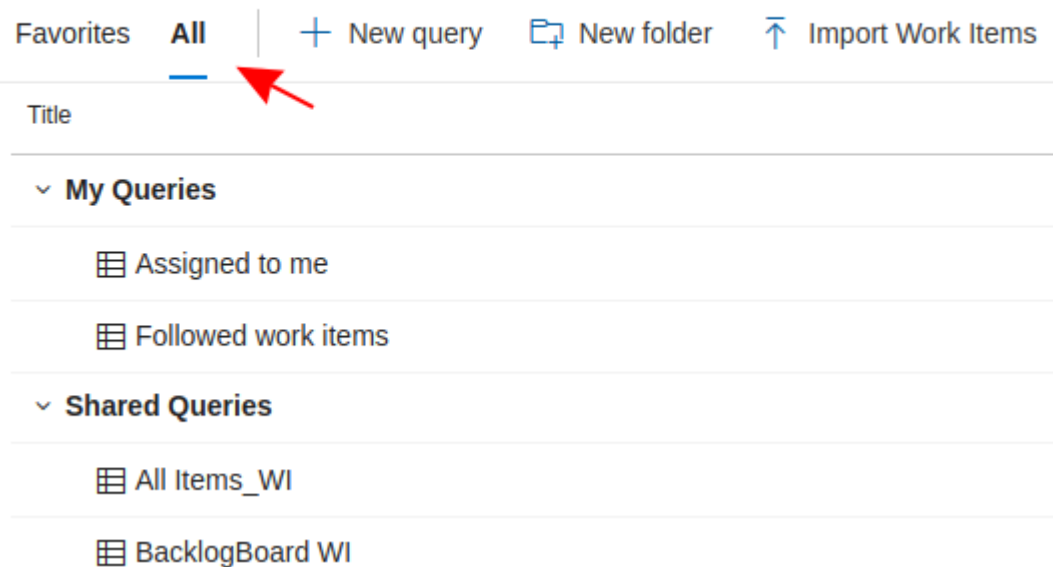 Favorites All New query New folder Import Work Items
Title
My Queries
Assigned to me
Followed work items
Shared Queries
All Items_WI
BacklogBoard WI